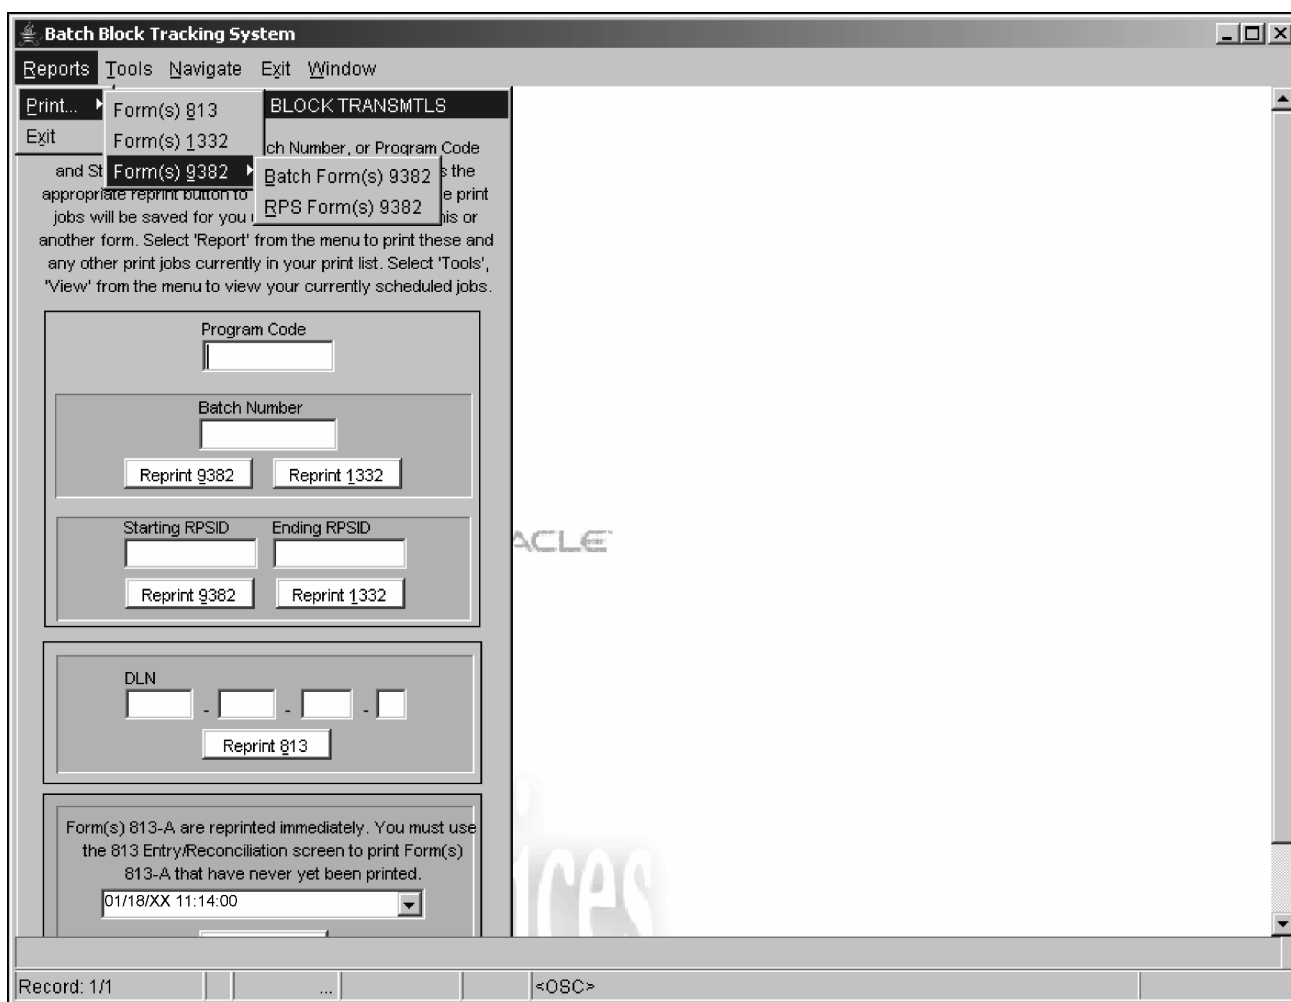 Batch Block Tracking System
Reports Tools Navigate Exit Window
Print...
Exit
Form(s) 813
Form(s) 1332
Form(s) 9382
Batch Form(s) 9382
RPS Form(s) 9382
BLOCK TRANSMTLS
ch Number, or Program Code
and St
s the
appropriate reprint button to
e print
jobs will be saved for you
his or
another form. Select 'Report' from the menu to print these and
any other print jobs currently in your print list. Select 'Tools',
'View' from the menu to view your currently scheduled jobs.
Program Code
Batch Number
Reprint 9382 Reprint 1332
Starting RPSID Ending RPSID
Reprint 9382 Reprint 1332
ACLE
DLN
- - -
Reprint 813
Form(s) 813-A are reprinted immediately. You must use
the 813 Entry/Reconciliation screen to print Form(s)
813-A that have never yet been printed.
01/18/XX 11:14:00
ices
Record: 1/1 ... <OSC>